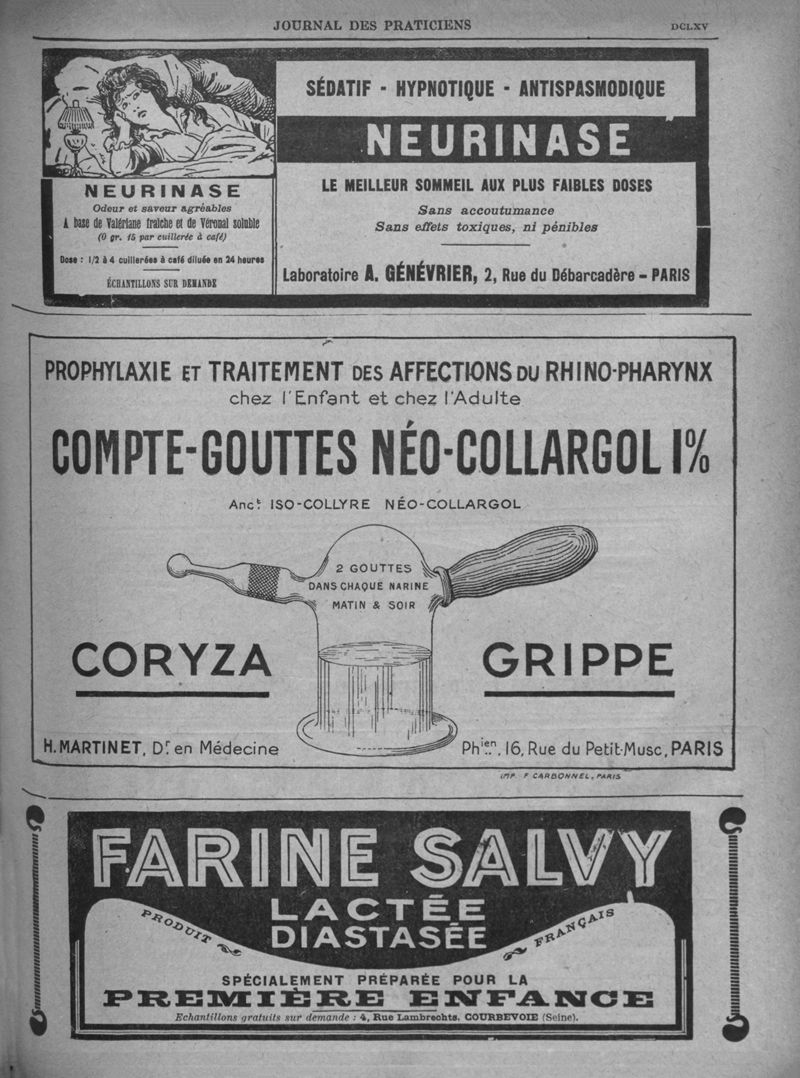 JOURNAL DES PRATICIENS
DCLXV
NEURINASE
Odeur et saveur agréables
A base de Valériane fraîche et de Véronal soluble
(0 gr. 15 par cuillerée à café)
Dose : 1/2 à 4 cuillerées à café diluée en 24 heures
ÉCHANTILLONS SUR DEMANDE
SÉDATIF - HYPNOTIQUE - ANTISPASMODIQUE
NEURINASE
LE MEILLEUR SOMMEIL AUX PLUS FAIBLES DOSES
Sans accoutumance
Sans effets toxiques, ni pénibles
Laboratoire A. GÉNÉVRIER, 2, Rue du Débarcadère - PARIS
PROPHYLAXIE ET TRAITEMENT DES AFFECTIONS DU RHINO-PHARYNX
chez l'Enfant et chez l'Adulte
COMPTE-GOUTTES NÉO-COLLARGOL 1%
Anct ISO-COLLYRE NÉO-COLLARGOL
2 GOUTTES
DANS CHAQUE NARINE
MATIN & SOIR
CORYZA
GRIPPE
H. MARTINET, Dr en Médecine
Phien, 16, Rue du Petit-Musc, PARIS
IMP. F CARBONNEL, PARIS
FARINE SALVY
LACTÉE
DIASTASÉE
PRODUIT
FRANÇAIS
SPÉCIALEMENT PRÉPARÉE POUR LA
PREMIÈRE ENFANCE
Echantillons gratuits sur demande : 4, Rue Lambrechts. COURBEVOIE (Seine).